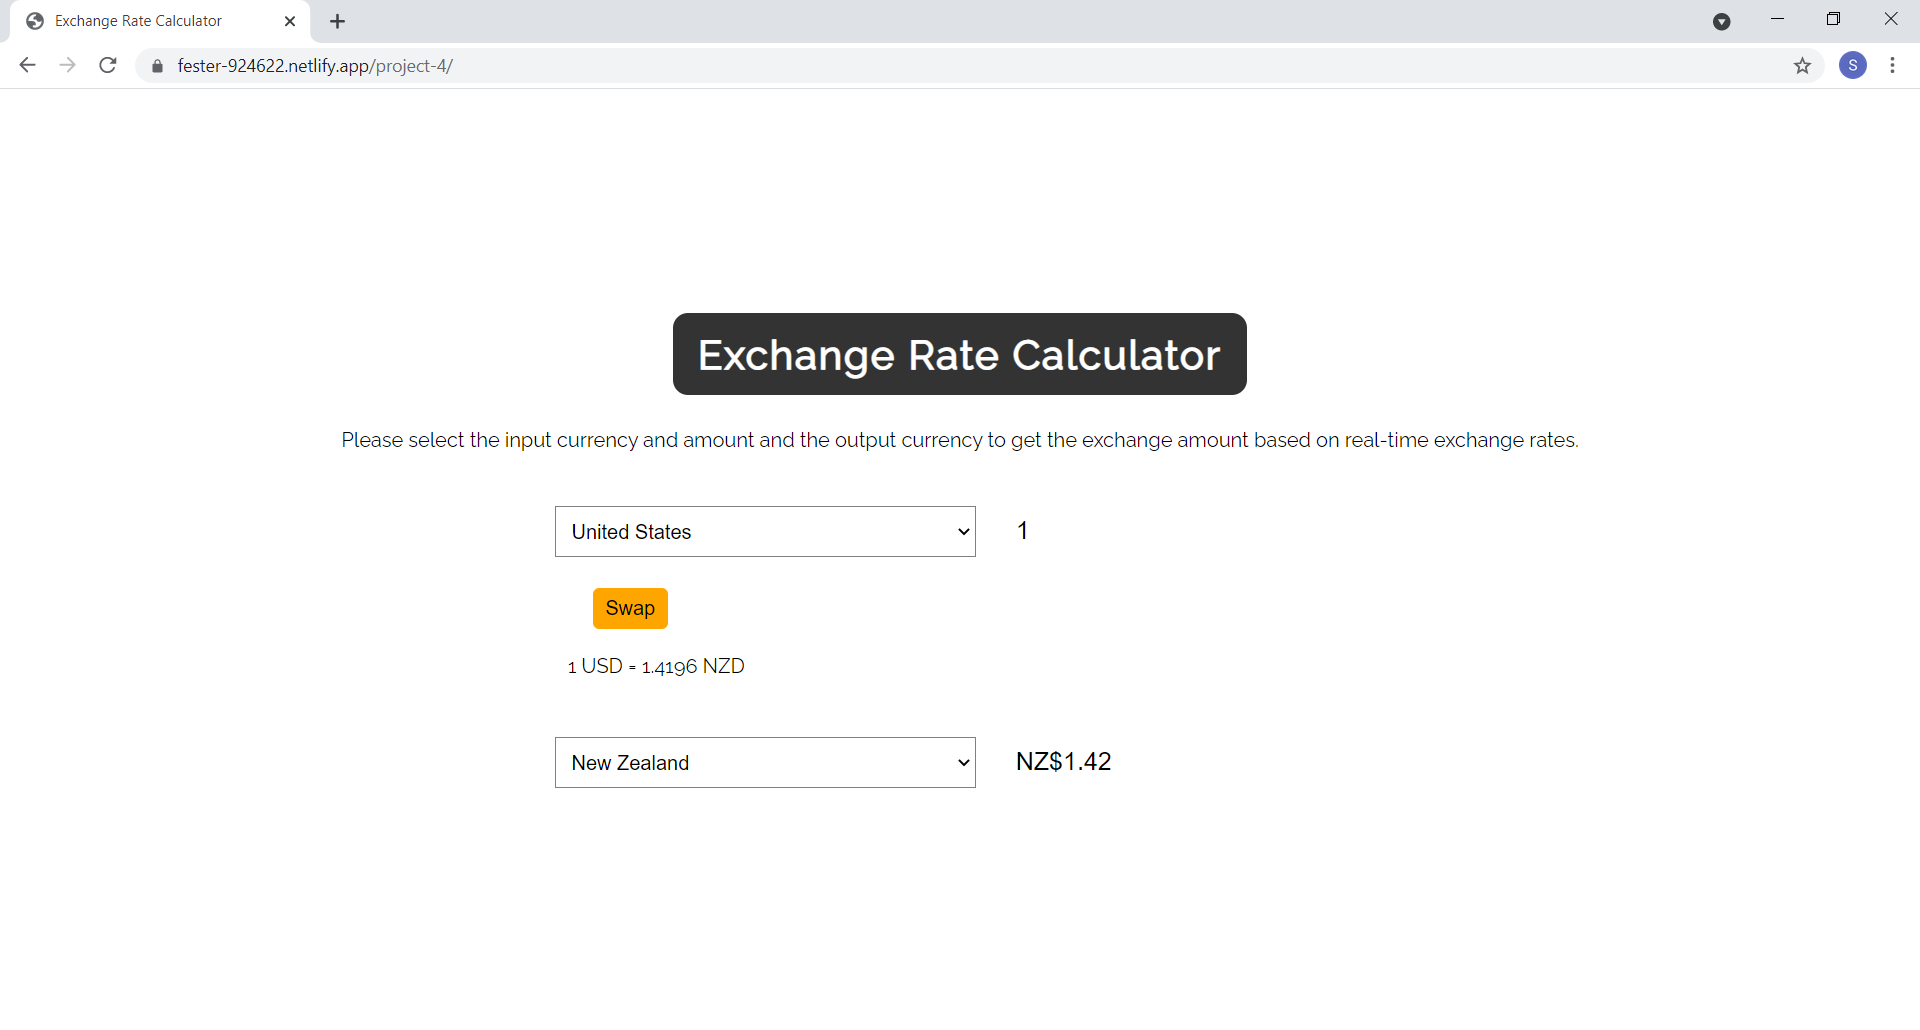 Exchange Rate Calculator
fester-924622.netlify.app/project-4/
S
Exchange Rate Calculator
Please select the input currency and amount and the output currency to get the exchange amount based on real-time exchange rates.
United States 1
Swap
1 USD = 1.4196 NZD
New Zealand NZ$1.42